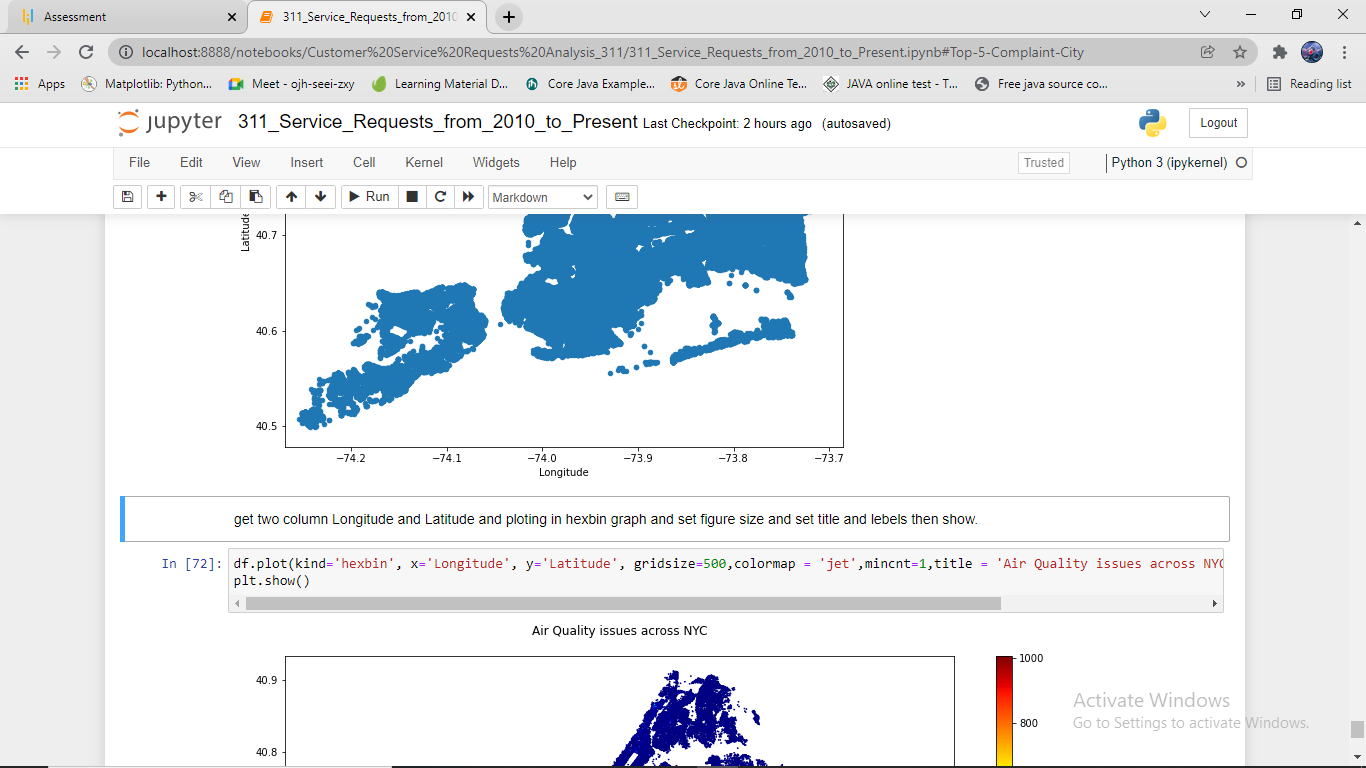 Assessment
311_Service_Requests_from_2010
localhost:8888/notebooks/Customer%20Service%20Requests%20Analysis_311/311_Service_Requests_from_2010_to_Present.ipynb#Top-5-Complaint-City
Apps Matplotlib: Python... Meet - ojh-seei-zxy Learning Material D... Core Java Example... Core Java Online Te... JAVA online test - T... Free java source co... » Reading list
jupyter 311_Service_Requests_from_2010_to_Present Last Checkpoint: 2 hours ago (autosaved) Logout
File Edit View Insert Cell Kernel Widgets Help Trusted Python 3 (ipykernel)
Run Markdown
Latitude
40.7
40.6
40.5
−74.2 −74.1 −74.0 −73.9 −73.8 −73.7
Longitude
get two column Longitude and Latitude and ploting in hexbin graph and set figure size and set title and lebels then show.
In [72]: df.plot(kind='hexbin', x='Longitude', y='Latitude', gridsize=500,colormap = 'jet',mincnt=1,title = 'Air Quality issues across NYC
plt.show()
Air Quality issues across NYC
1000
40.9
800
40.8
Activate Windows
Go to Settings to activate Windows.